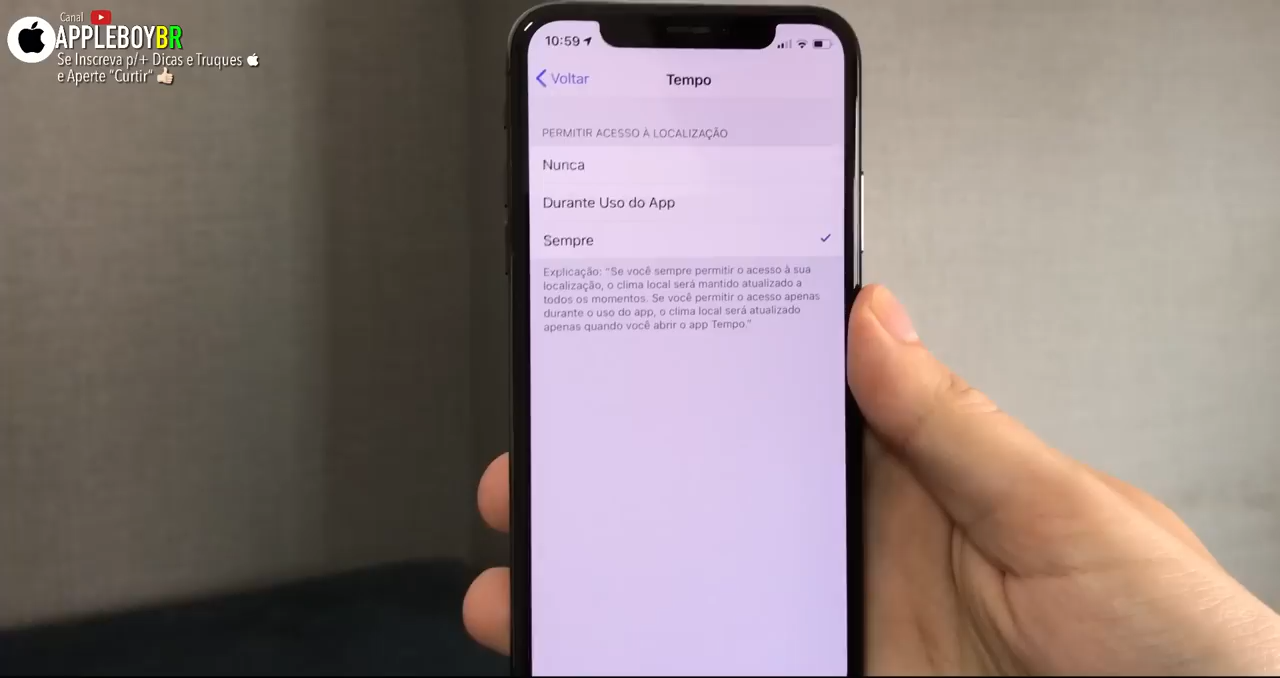 Canal
APPLEBOYBR
Se Inscreva p/+ Dicas e Truques
e Aperte “Curtir”
10:59
Voltar
Tempo
PERMITIR ACESSO À LOCALIZAÇÃO
Nunca
Durante Uso do App
Sempre
Explicação: “Se você sempre permitir o acesso à sua
localização, o clima local será mantido atualizado a
todos os momentos. Se você permitir o acesso apenas
durante o uso do app, o clima local será atualizado
apenas quando você abrir o app Tempo.”